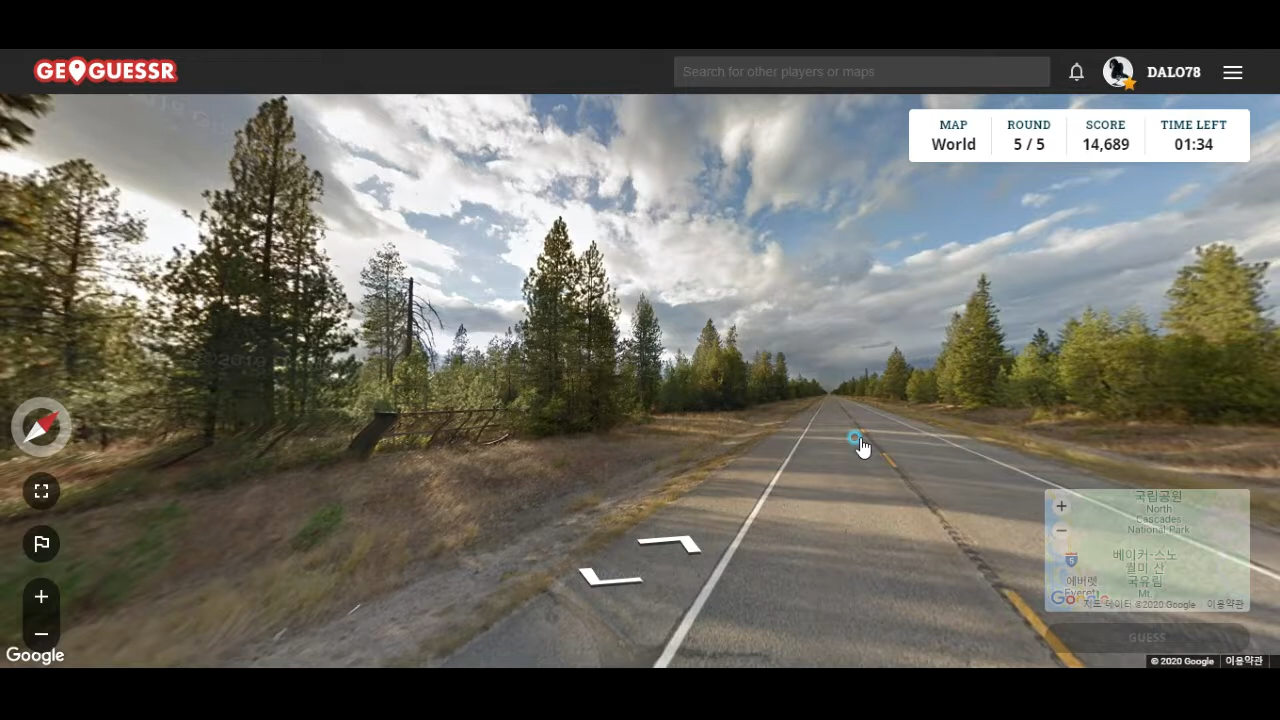 GEOGUESSR
Search for other players or maps
DALO78
MAP ROUND SCORE TIME LEFT
World 5 / 5 14,689 01:34
국립공원
North
Cascades
National Park
베이커-스노
퀄미 산
국유림
Mt.
5
에버렛
Everett
Google
지도 데이터 ©2020 Google 이용약관
GUESS
Google
© 2020 Google 이용약관